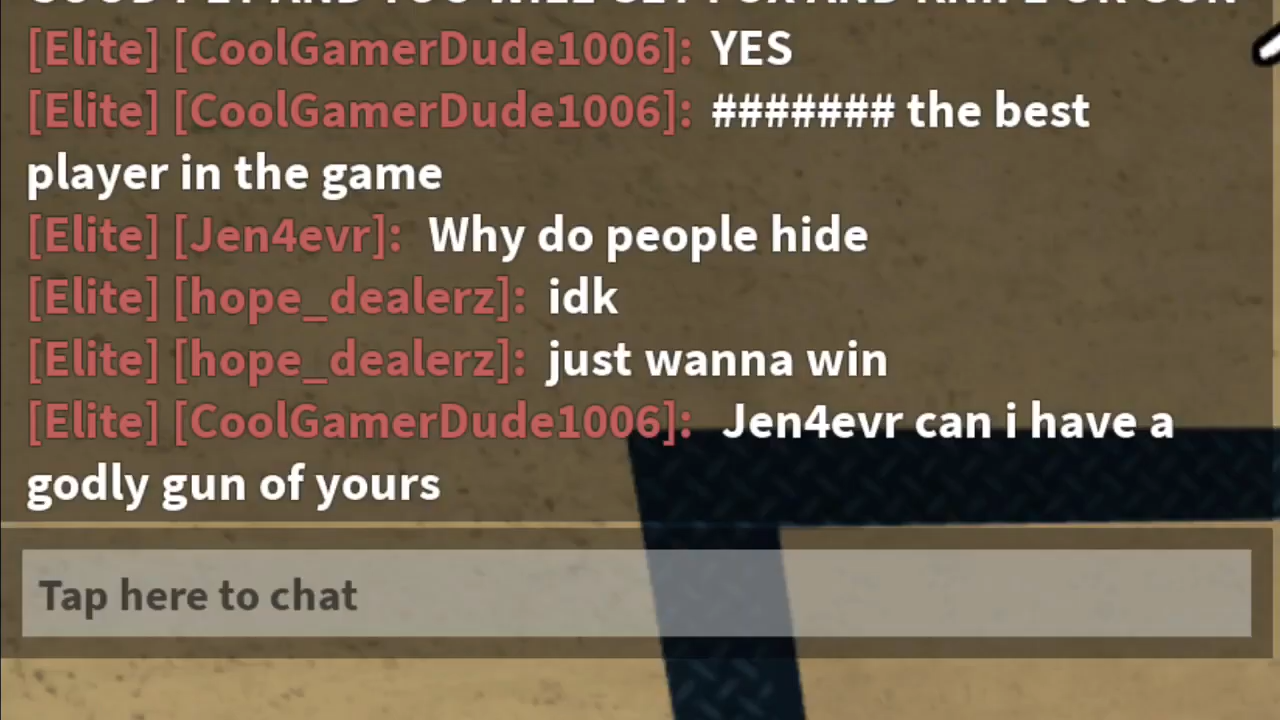 [Elite] [CoolGamerDude1006]: YES
[Elite] [CoolGamerDude1006]: ####### the best
player in the game
[Elite] [Jen4evr]: Why do people hide
[Elite] [hope_dealerz]: idk
[Elite] [hope_dealerz]: just wanna win
[Elite] [CoolGamerDude1006]: Jen4evr can i have a
godly gun of yours
Tap here to chat